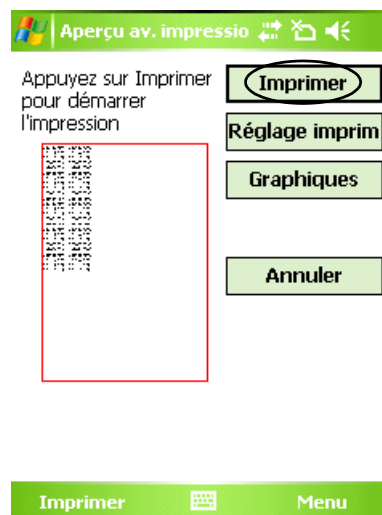 Aperçu av. impressio
Appuyez sur Imprimer
pour démarrer
l'impression
Imprimer
Réglage imprim
Graphiques
Annuler
Imprimer
Menu